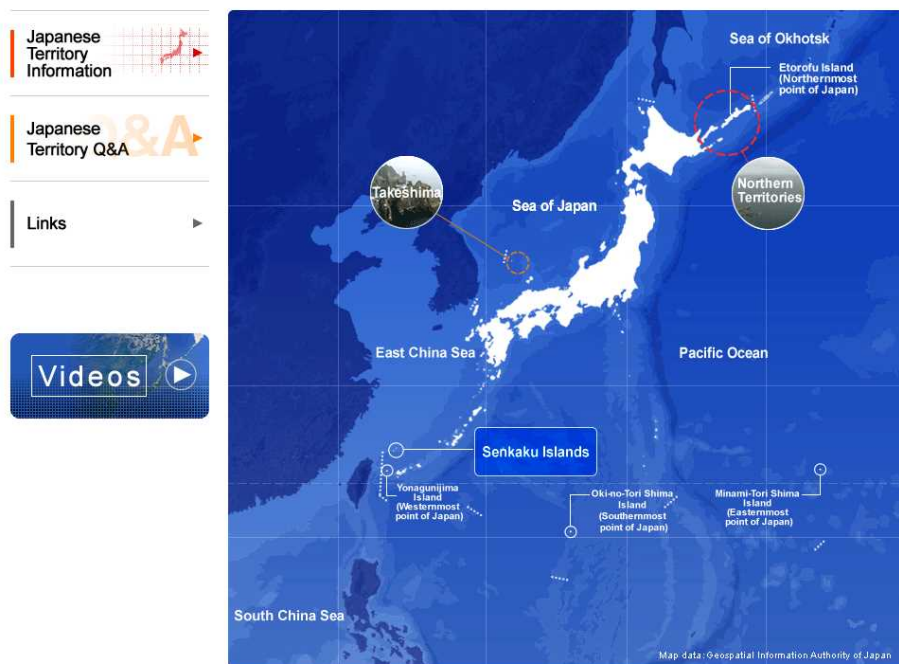 Japanese
Territory
Information
Japanese
Territory Q&A
Q&A
Links
Videos
Sea of Okhotsk
Etorofu Island
(Northernmost
point of Japan)
Takeshima
Northern
Territories
Sea of Japan
East China Sea
Pacific Ocean
Senkaku Islands
Yonagunijima
Island
(Westernmost
point of Japan)
Oki-no-Tori Shima
Island
(Southernmost
point of Japan)
Minami-Tori Shima
Island
(Easternmost
point of Japan)
South China Sea
Map data: Geospatial Information Authority of Japan